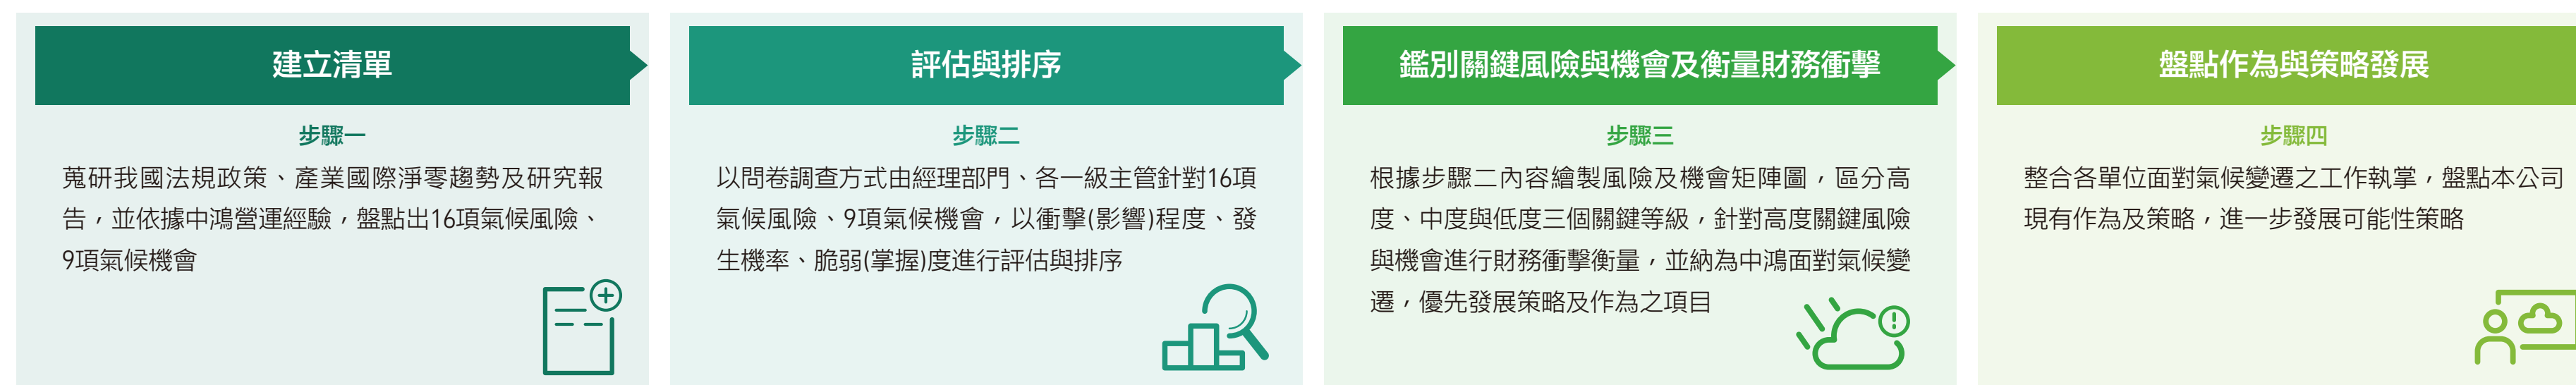 建立清單
步驟一
蒐研我國法規政策、產業國際淨零趨勢及研究報
告，並依據中鴻營運經驗，盤點出16項氣候風險、
9項氣候機會
評估與排序
步驟二
以問卷調查方式由經理部門、各一級主管針對16項
氣候風險、9項氣候機會，以衝擊(影響)程度、發
生機率、脆弱(掌握)度進行評估與排序
鑑別關鍵風險與機會及衡量財務衝擊
步驟三
根據步驟二內容繪製風險及機會矩陣圖，區分高
度、中度與低度三個關鍵等級，針對高度關鍵風險
與機會進行財務衝擊衡量，並納為中鴻面對氣候變
遷，優先發展策略及作為之項目
盤點作為與策略發展
步驟四
整合各單位面對氣候變遷之工作執掌，盤點本公司
現有作為及策略，進一步發展可能性策略